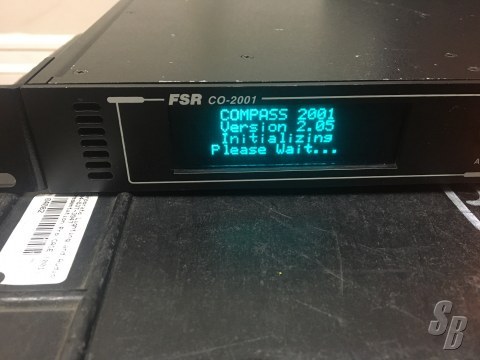 FSR CO-2001
COMPASS 2001
Version 2.05
Initializing
Please Wait...
A
SB